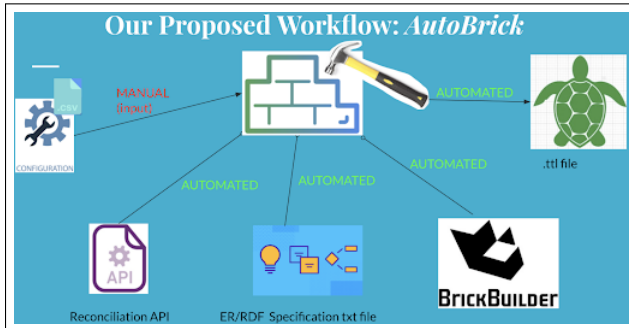 Our Proposed Workflow: AutoBrick
.CSV
MANUAL
(input)
AUTOMATED
CONFIGURATION
AUTOMATED
AUTOMATED
AUTOMATED
.ttl file
API
BRICKBUILDER
Reconciliation API
ER/RDF Specification txt file